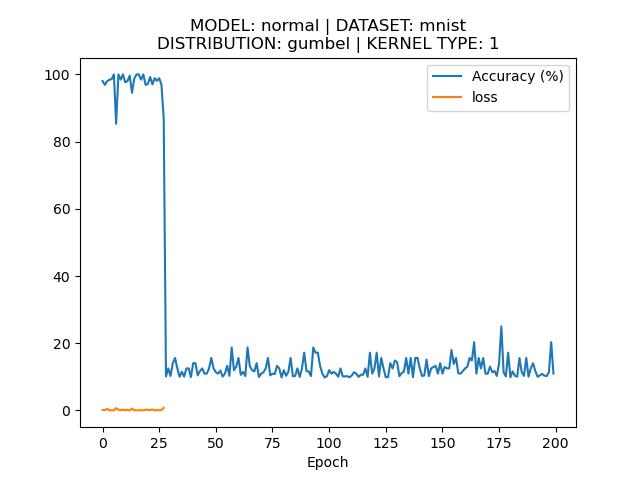 MODEL: normal | DATASET: mnist
DISTRIBUTION: gumbel | KERNEL TYPE: 1
Accuracy (%)
loss
100
80
60
40
20
0
0 25 50 75 100 125 150 175 200
Epoch